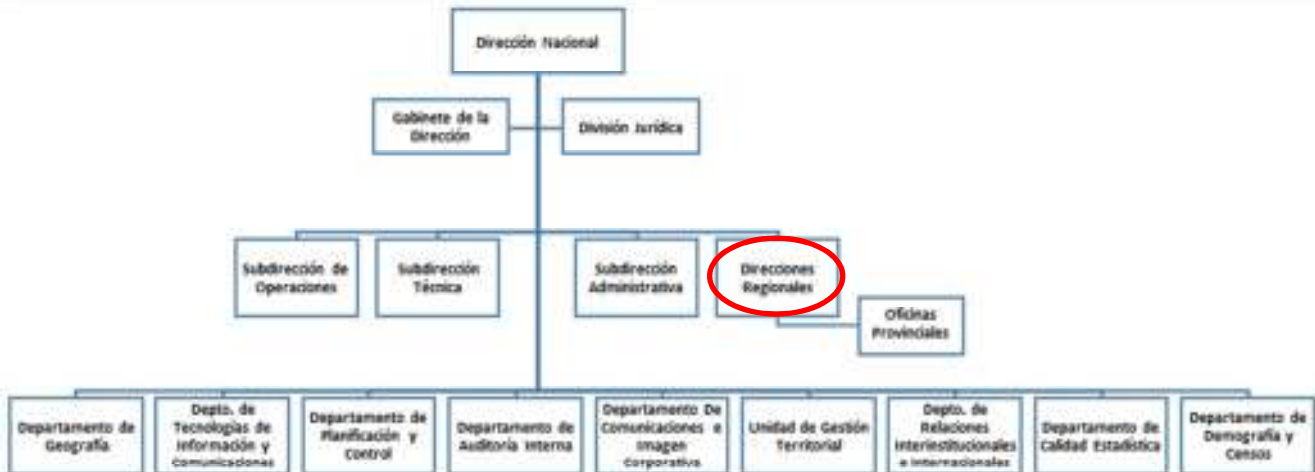 Dirección Nacional
Gabinete de la
Dirección
División Jurídica
Subdirección de
Operaciones
Subdirección
Técnica
Subdirección
Administrativa
Direcciones
Regionales
Oficinas
Provinciales
Departamento de
Geografía
Depto. de
Tecnologías de
Información y
Comunicaciones
Departamento de
Planificación y
Control
Departamento de
Auditoría Interna
Departamento De
Comunicaciones e
Imagen
Corporativa
Unidad de Gestión
Territorial
Depto. de
Relaciones
Interiestitucionales
e Internacionales
Departamento de
Calidad Estadística
Departamento de
Demografía y
Censos